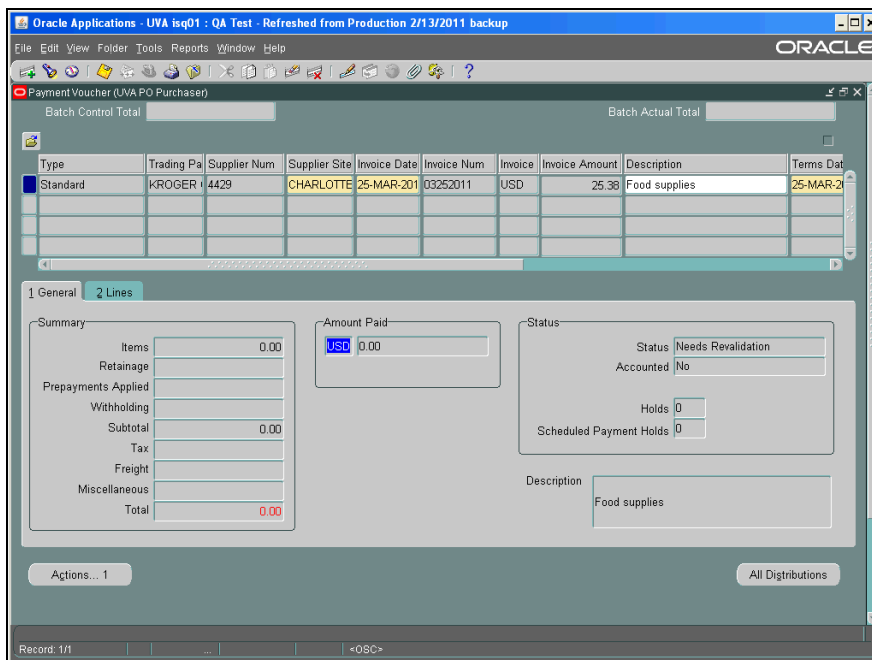 Oracle Applications - UVA isq01 : QA Test - Refreshed from Production 2/13/2011 backup
File Edit View Folder Tools Reports Window Help
ORACLE
Payment Voucher (UVA PO Purchaser)
Batch Control Total
Batch Actual Total
Type Trading Pa Supplier Num Supplier Site Invoice Date Invoice Num Invoice Invoice Amount Description Terms Dat
Standard KROGER 4429 CHARLOTTE 25-MAR-201 03252011 USD 25.38 Food supplies 25-MAR-2
1 General 2 Lines
Summary
Items 0.00
Retainage
Prepayments Applied
Withholding
Subtotal 0.00
Tax
Freight
Miscellaneous
Total 0.00
Amount Paid
USD 0.00
Status
Status Needs Revalidation
Accounted No
Holds 0
Scheduled Payment Holds 0
Description
Food supplies
Actions... 1
All Distributions
Record: 1/1 ... <OSC>